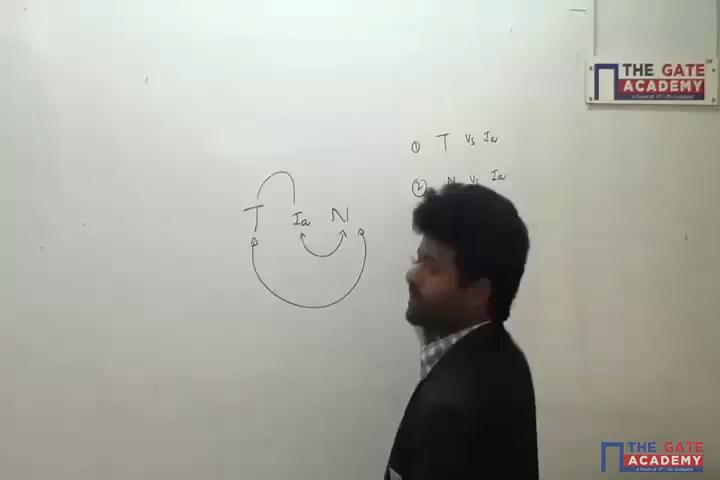 THE GATE
ACADEMY
① T Vs Ia
② N Vs Ia
T Ia N
THE GATE
ACADEMY